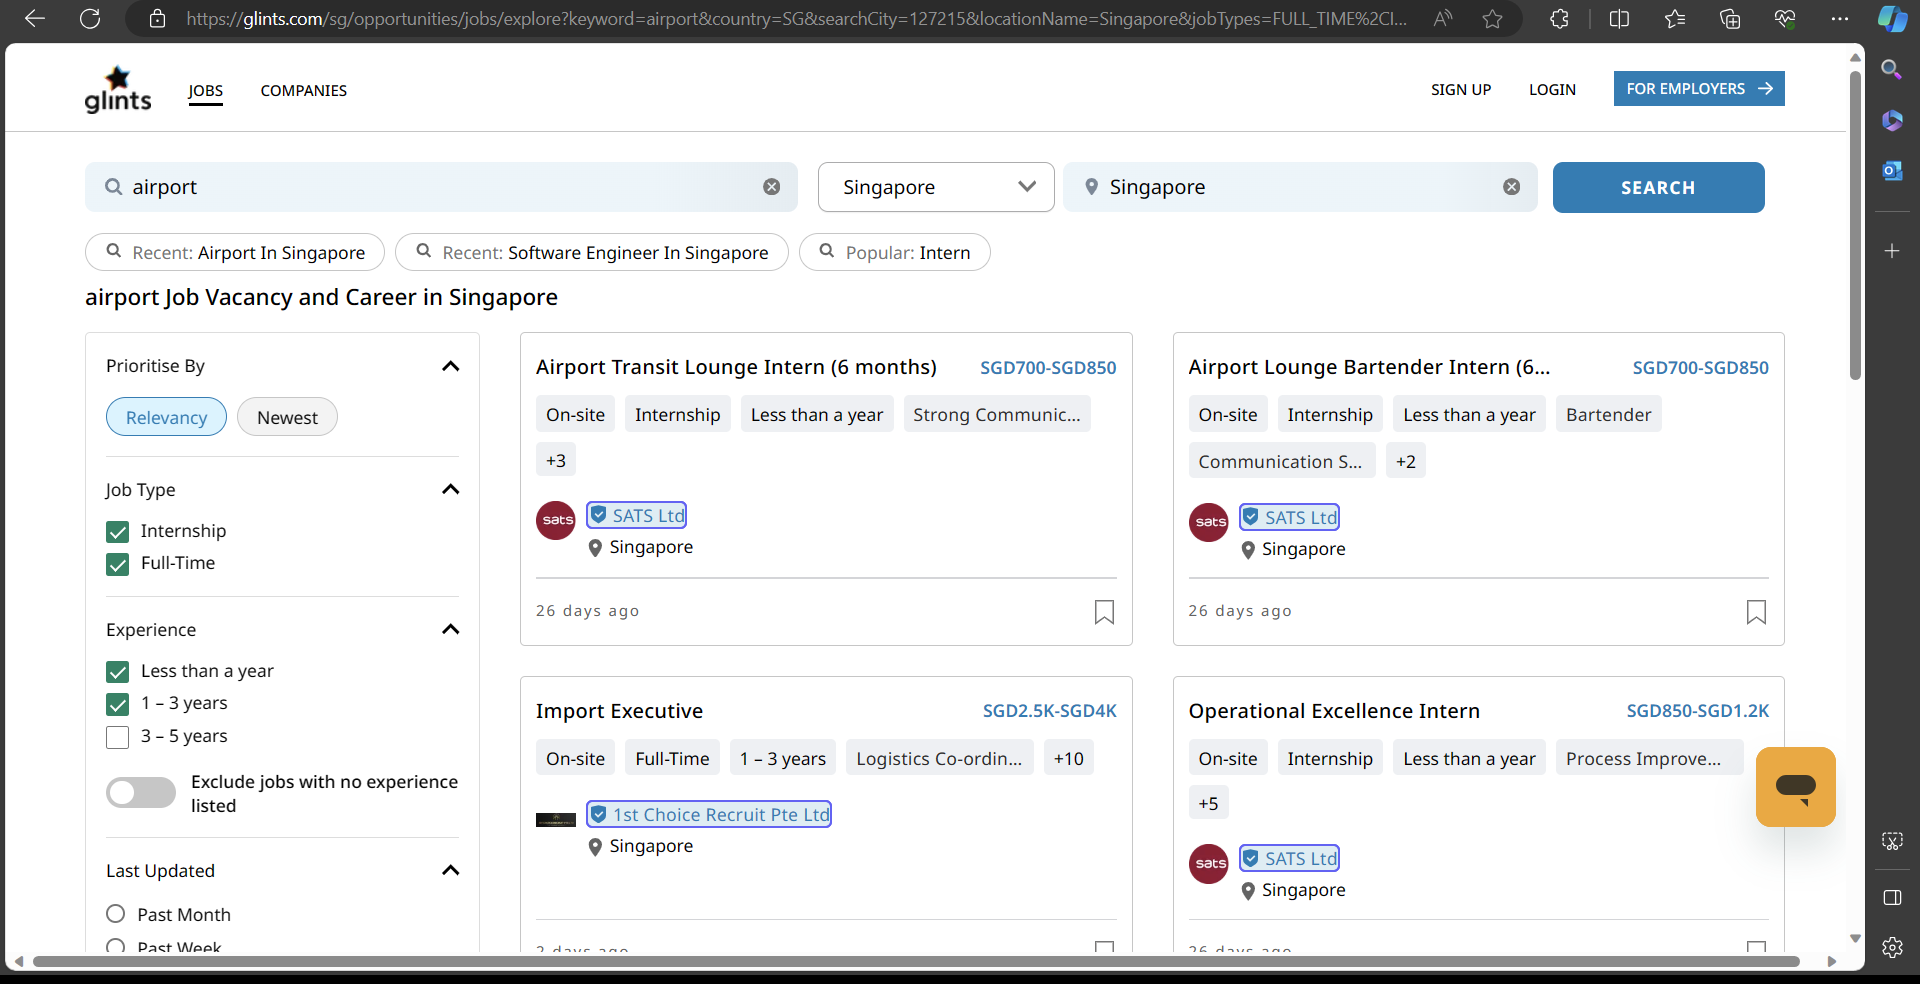 https://glints.com/sg/opportunities/jobs/explore?keyword=airport&country=SG&searchCity=127215&locationName=Singapore&jobTypes=FULL_TIME%2CI...
glints
JOBS
COMPANIES
SIGN UP
LOGIN
FOR EMPLOYERS
airport
Singapore
Singapore
SEARCH
Recent: Airport In Singapore
Recent: Software Engineer In Singapore
Popular: Intern
airport Job Vacancy and Career in Singapore
Prioritise By
Relevancy
Newest
Job Type
Internship
Full-Time
Experience
Less than a year
1 – 3 years
3 – 5 years
Exclude jobs with no experience
listed
Last Updated
Past Month
Past Week
Airport Transit Lounge Intern (6 months)
SGD700-SGD850
On-site
Internship
Less than a year
Strong Communic...
+3
sats
SATS Ltd
Singapore
26 days ago
Airport Lounge Bartender Intern (6...
SGD700-SGD850
On-site
Internship
Less than a year
Bartender
Communication S...
+2
sats
SATS Ltd
Singapore
26 days ago
Import Executive
SGD2.5K-SGD4K
On-site
Full-Time
1 – 3 years
Logistics Co-ordin...
+10
1st Choice Recruit Pte Ltd
Singapore
2 days ago
Operational Excellence Intern
SGD850-SGD1.2K
On-site
Internship
Less than a year
Process Improve...
+5
sats
SATS Ltd
Singapore
26 days ago